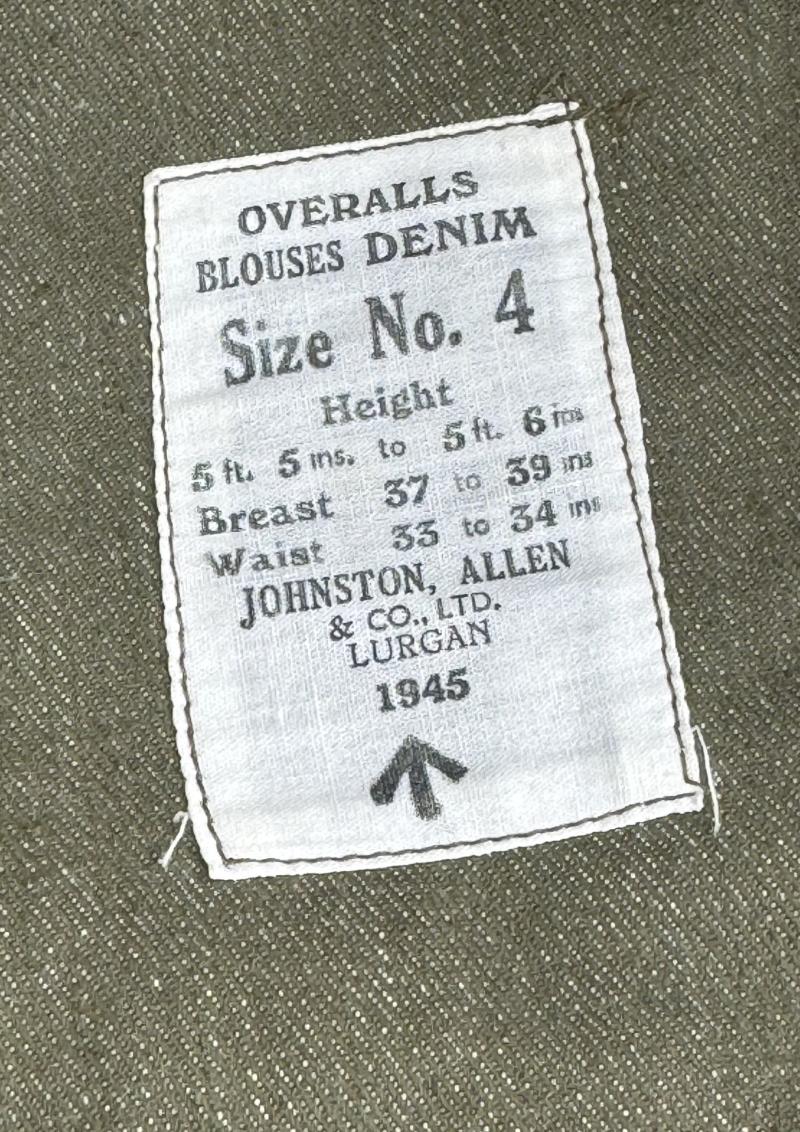 OVERALLS
BLOUSES DENIM
Size No. 4
Height
5 ft. 5 ins. to 5 ft. 6 ins
Breast 37 to 39 ins
Waist 33 to 34 ins
JOHNSTON, ALLEN
& CO., LTD.
LURGAN
1945